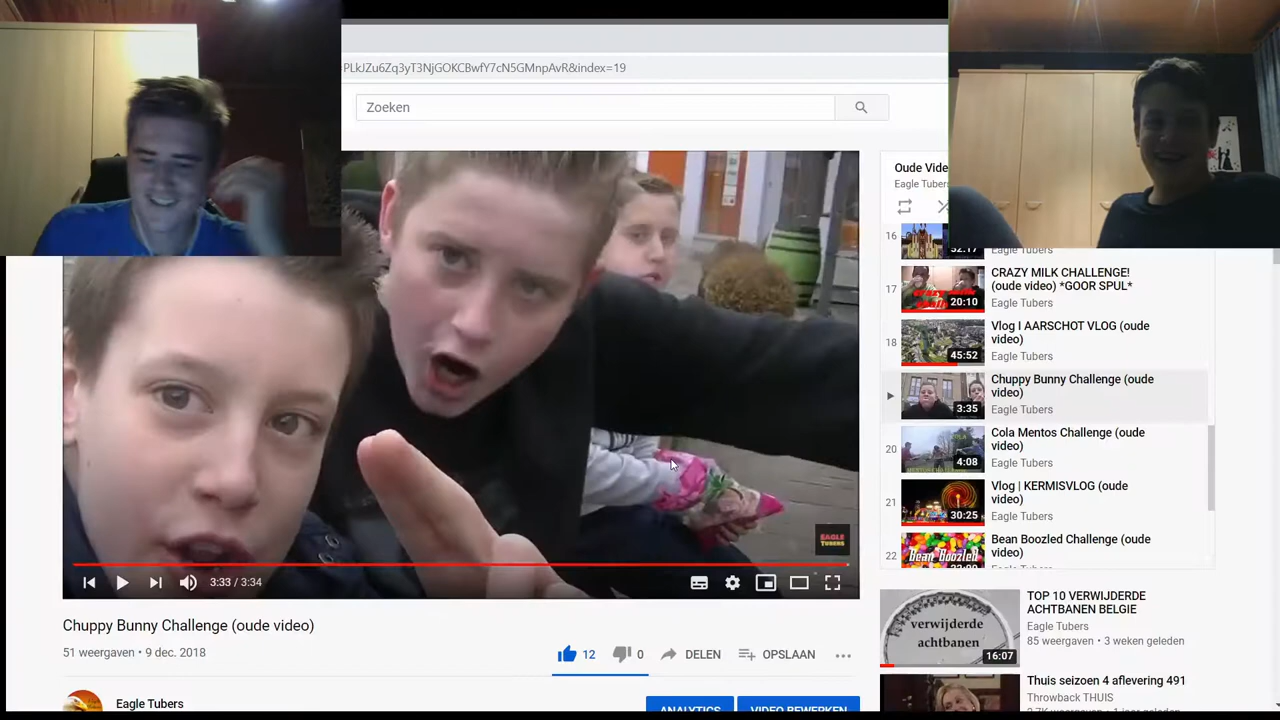 PLkJZu6Zq3yT3NjGOKCBwfY7cN5GMnpAvR&index=19
Zoeken
EAGLE
TUBERS
3:33 / 3:34
Chuppy Bunny Challenge (oude video)
51 weergaven • 9 dec. 2018
12
0
DELEN
OPSLAAN
Eagle Tubers
ANALYTICS
VIDEO BEWERKEN
Oude Vide
Eagle Tubers
16
Eagle Tubers
17
20:10
CRAZY MILK CHALLENGE!
(oude video) *GOOR SPUL*
18
45:52
Vlog I AARSCHOT VLOG (oude
video)
Eagle Tubers
3:35
Chuppy Bunny Challenge (oude
video)
Eagle Tubers
20
4:08
Cola Mentos Challenge (oude
video)
Eagle Tubers
21
30:25
Vlog | KERMISVLOG (oude
video)
Eagle Tubers
22
Bean Boozled
Bean Boozled Challenge (oude
video)
Eagle Tubers
verwijderde
achtbanen
16:07
TOP 10 VERWIJDERDE
ACHTBANEN BELGIE
Eagle Tubers
85 weergaven • 3 weken geleden
Thuis seizoen 4 aflevering 491
Throwback THUIS